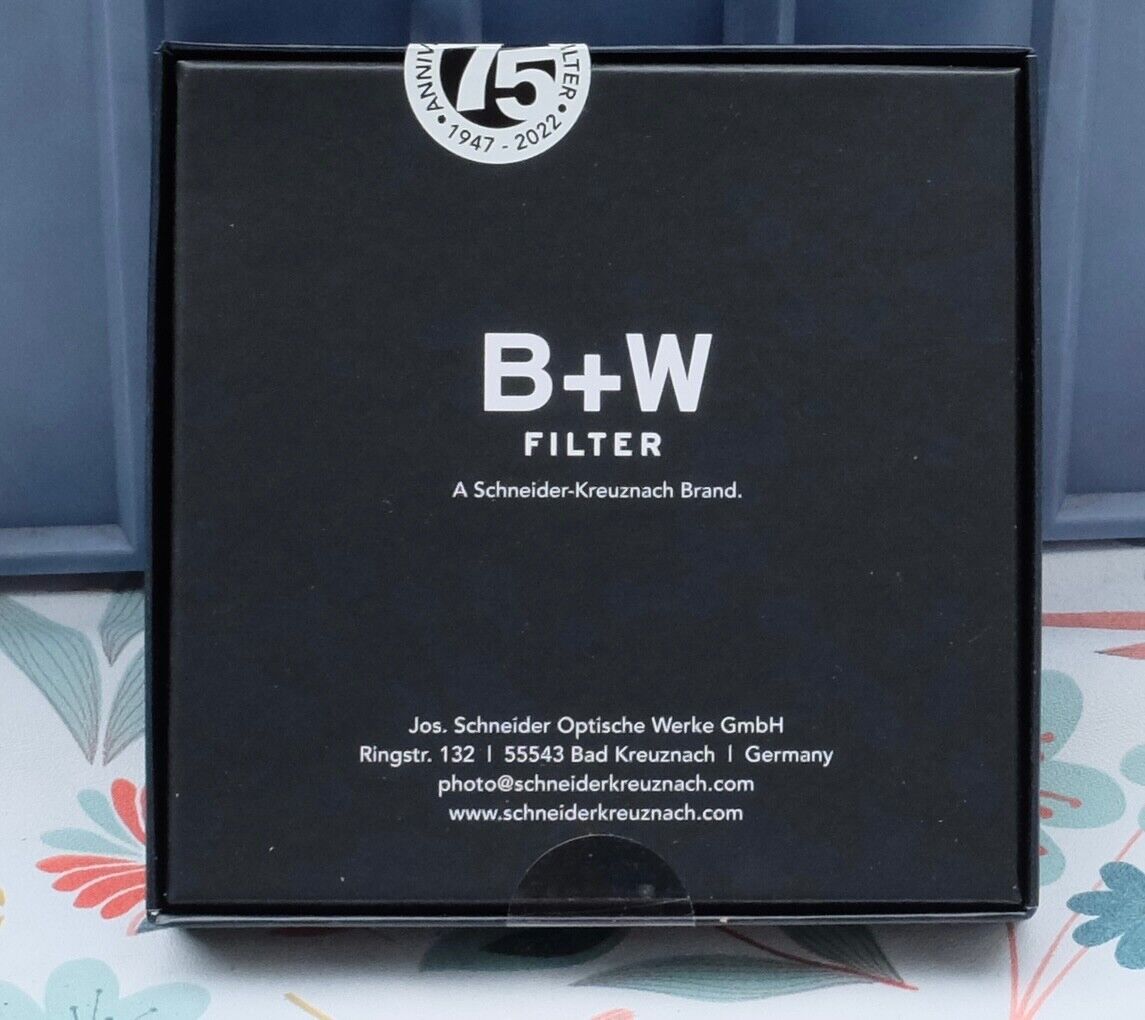 75
1947 - 2022
B+W
FILTER
A Schneider-Kreuznach Brand.
Jos. Schneider Optische Werke GmbH
Ringstr. 132 | 55543 Bad Kreuznach | Germany
photo@schneiderkreuznach.com
www.schneiderkreuznach.com